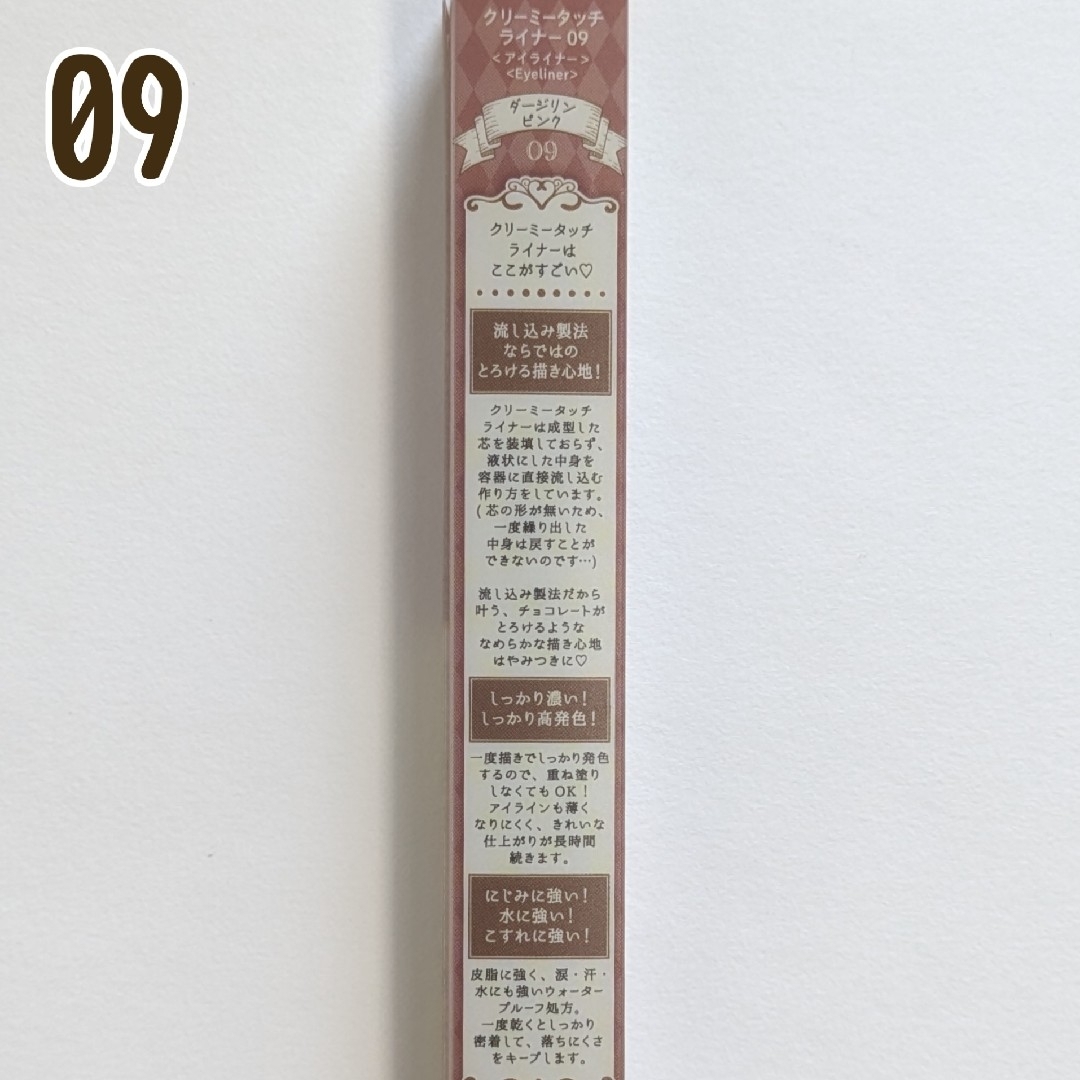 09
クリーミータッチ
ライナー 09
<アイライナー>
<Eyeliner>
ダージリン
ピンク
09
クリーミータッチ
ライナーは
ここがすごい♡
流し込み製法
ならではの
とろける描き心地!
クリーミータッチ
ライナーは成型した
芯を装填しておらず、
液状にした中身を
容器に直接流し込む
作り方をしています。
(芯の形が無いため、
一度繰り出した
中身は戻すことが
できないのです…)
流し込み製法だから
叶う、チョコレートが
とろけるような
なめらかな描き心地
はやみつきに♡
しっかり濃い!
しっかり高発色!
一度描きでしっかり発色
するので、重ね塗り
しなくてもOK!
アイラインも薄く
なりにくく、きれいな
仕上がりが長時間
続きます。
にじみに強い!
水に強い!
こすれに強い!
皮脂に強く、涙・汗・
水にも強いウォーター
プルーフ処方。
一度乾くとしっかり
密着して、落ちにくさ
をキープします。